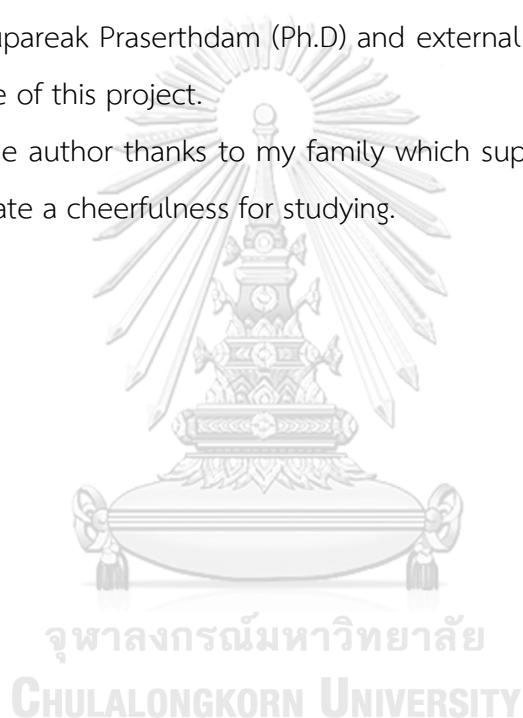 upareak Praserthdam (Ph.D) and external
e of this project.
e author thanks to my family which sup
ate a cheerfulness for studying.
จุฬาลงกรณ์มหาวิทยาลัย
CHULALONGKORN UNIVERSITY